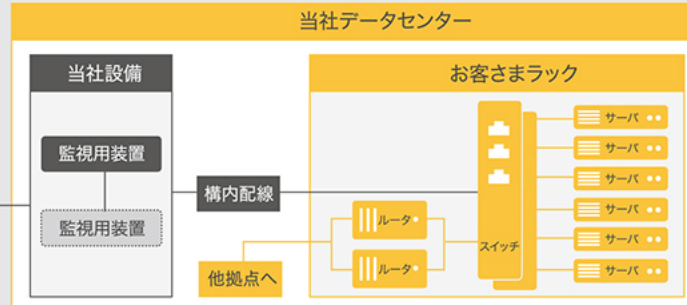 当社データセンター
当社設備
監視用装置
監視用装置
構内配線
お客さまラック
ルータ
ルータ
他拠点へ
スイッチ
サーバ
サーバ
サーバ
サーバ
サーバ
サーバ